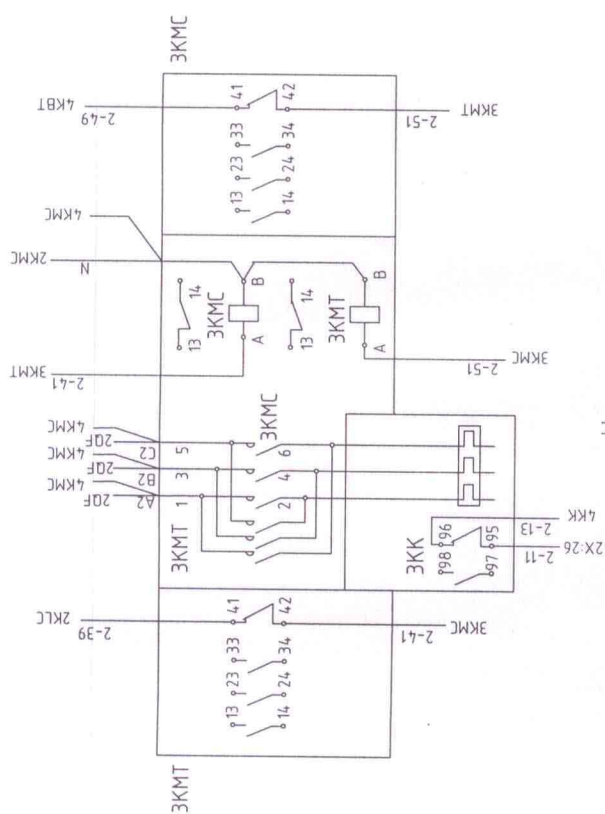 3KMC
4KBT
2-49
41
33
23
13
42
34
24
14
2-51
3KMT
4KMC
2KMC
N
14
13
3KMC
B
A
14
13
3KMT
B
A
3KMT
2-41
2-51
3KMC
4KMC
2QF
C2
4KMC
2QF
B2
4KMC
2QF
A2
5
3
1
3KMC
6
4
2
3KMT
3KK
98
96
97
95
4KK
2-13
2X:26
2-11
2KLC
2-39
41
33
23
13
42
34
24
14
2-41
3KMC
3KMT